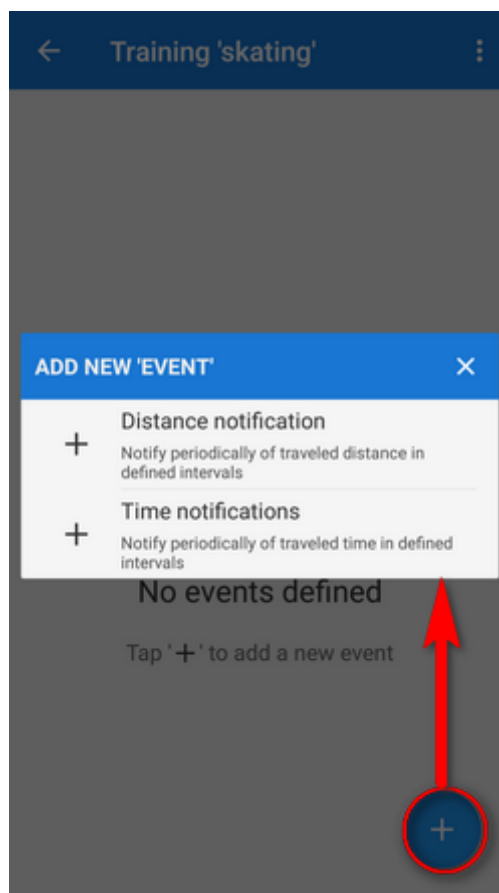 Training 'skating'
ADD NEW 'EVENT'
Distance notification
Notify periodically of traveled distance in
defined intervals
Time notifications
Notify periodically of traveled time in defined
intervals
No events defined
Tap '+' to add a new event